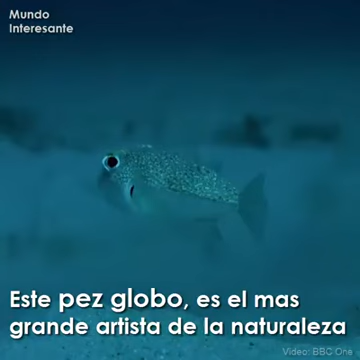 Mundo
Interesante
Este pez globo, es el mas
grande artista de la naturaleza
Video: BBC One